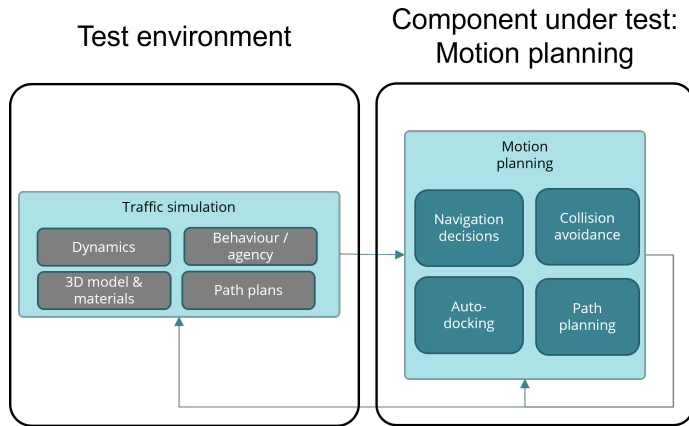 Test environment
Component under test:
Motion planning
Traffic simulation
Dynamics
Behaviour /
agency
3D model &
materials
Path plans
Motion
planning
Navigation
decisions
Collision
avoidance
Auto-
docking
Path
planning